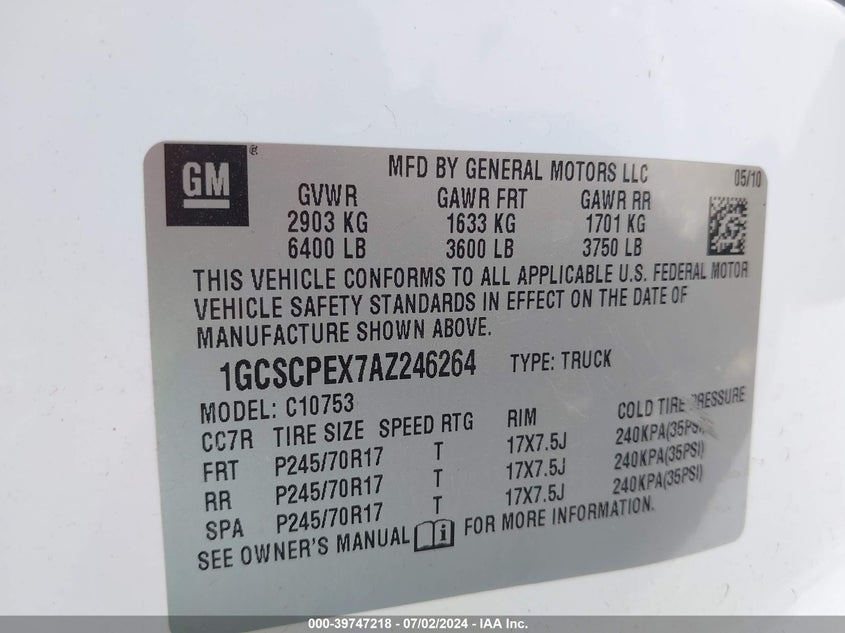 GM®
MFD BY GENERAL MOTORS LLC 05/10
GVWR GAWR FRT GAWR RR
2903 KG 1633 KG 1701 KG
6400 LB 3600 LB 3750 LB
THIS VEHICLE CONFORMS TO ALL APPLICABLE U.S. FEDERAL MOTOR
VEHICLE SAFETY STANDARDS IN EFFECT ON THE DATE OF
MANUFACTURE SHOWN ABOVE.
1GCSCPEX7AZ246264 TYPE: TRUCK
MODEL: C10753
CC7R TIRE SIZE SPEED RTG RIM COLD TIRE PRESSURE
FRT P245/70R17 T 17X7.5J 240KPA(35PSI)
RR P245/70R17 T 17X7.5J 240KPA(35PSI)
SPA P245/70R17 T 17X7.5J 240KPA(35PSI)
SEE OWNER'S MANUAL i FOR MORE INFORMATION.
000-39747218 - 07/02/2024 - IAA Inc.